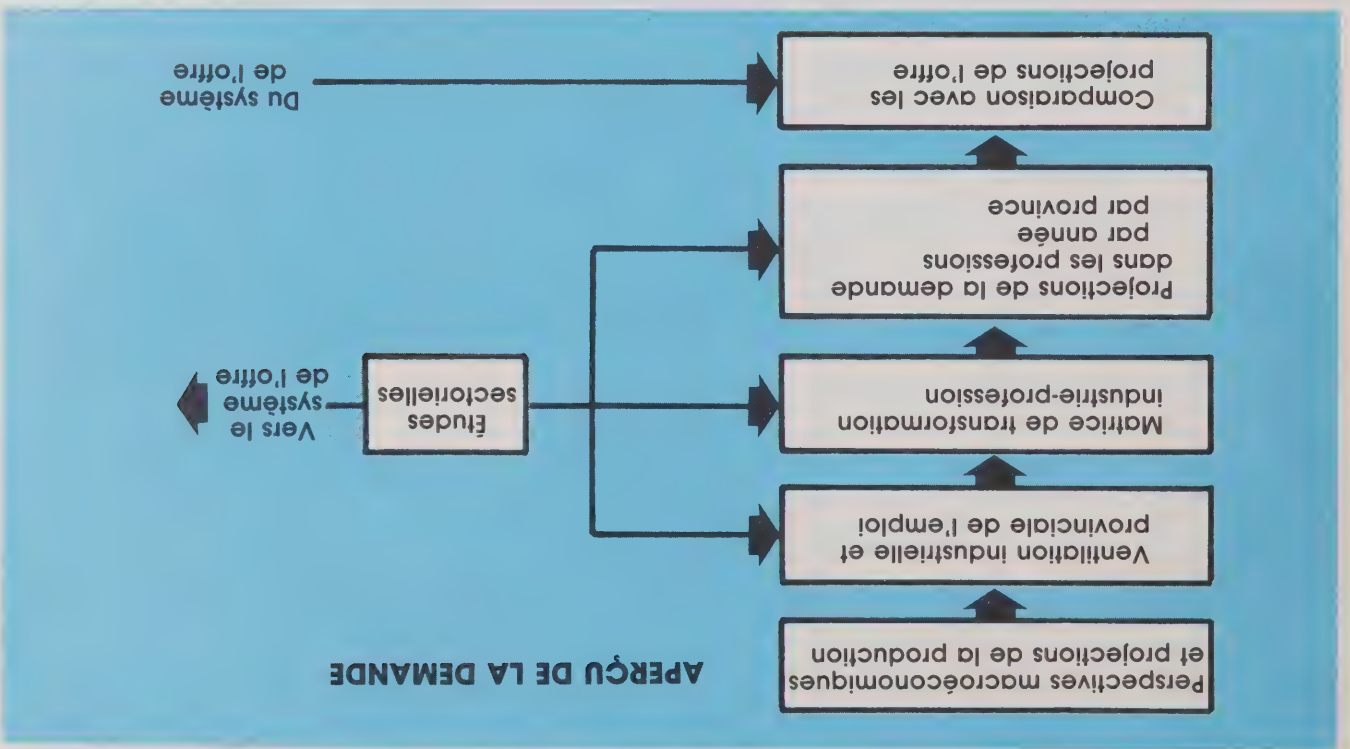 APERÇU DE LA DEMANDE
Perspectives macroéconomiques
et projections de la production
Ventilation industrielle et
provinciale de l'emploi
Matrice de transformation
industrie-profession
Études
sectorielles
Vers le
système
de l'offre
Projections de la demande
dans les professions
par année
par province
Comparaison avec les
projections de l'offre
Du système
de l'offre